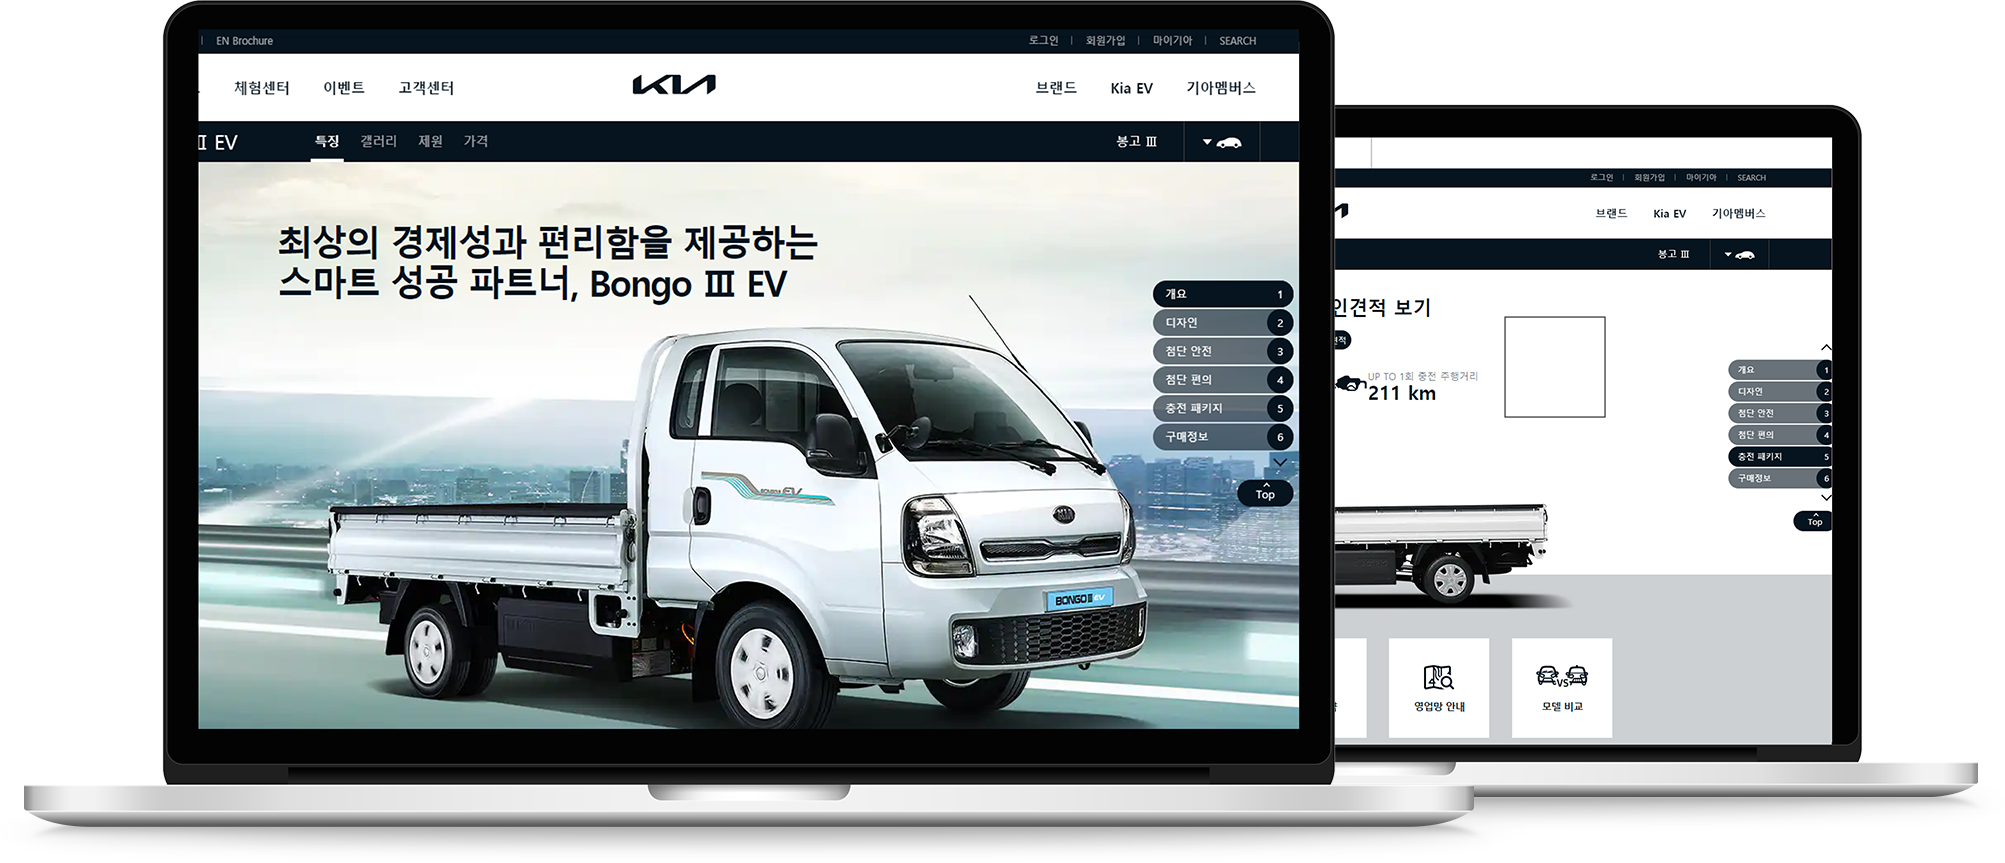 EN Brochure
로그인
회원가입
마이기아
SEARCH
체험센터
이벤트
고객센터
KIA
브랜드
Kia EV
기아멤버스
Ⅲ EV
특징
갤러리
제원
가격
봉고 Ⅲ
최상의 경제성과 편리함을 제공하는
스마트 성공 파트너, Bongo Ⅲ EV
개요 1
디자인 2
첨단 안전 3
첨단 편의 4
충전 패키지 5
구매정보 6
Top
EV
KIA
BONGO Ⅲ EV
로그인
회원가입
마이기아
SEARCH
브랜드
Kia EV
기아멤버스
봉고 Ⅲ
인견적 보기
견적
UP TO 1회 충전 주행거리
211 km
개요 1
디자인 2
첨단 안전 3
첨단 편의 4
충전 패키지 5
구매정보 6
Top
영업망 안내
VS
모델 비교